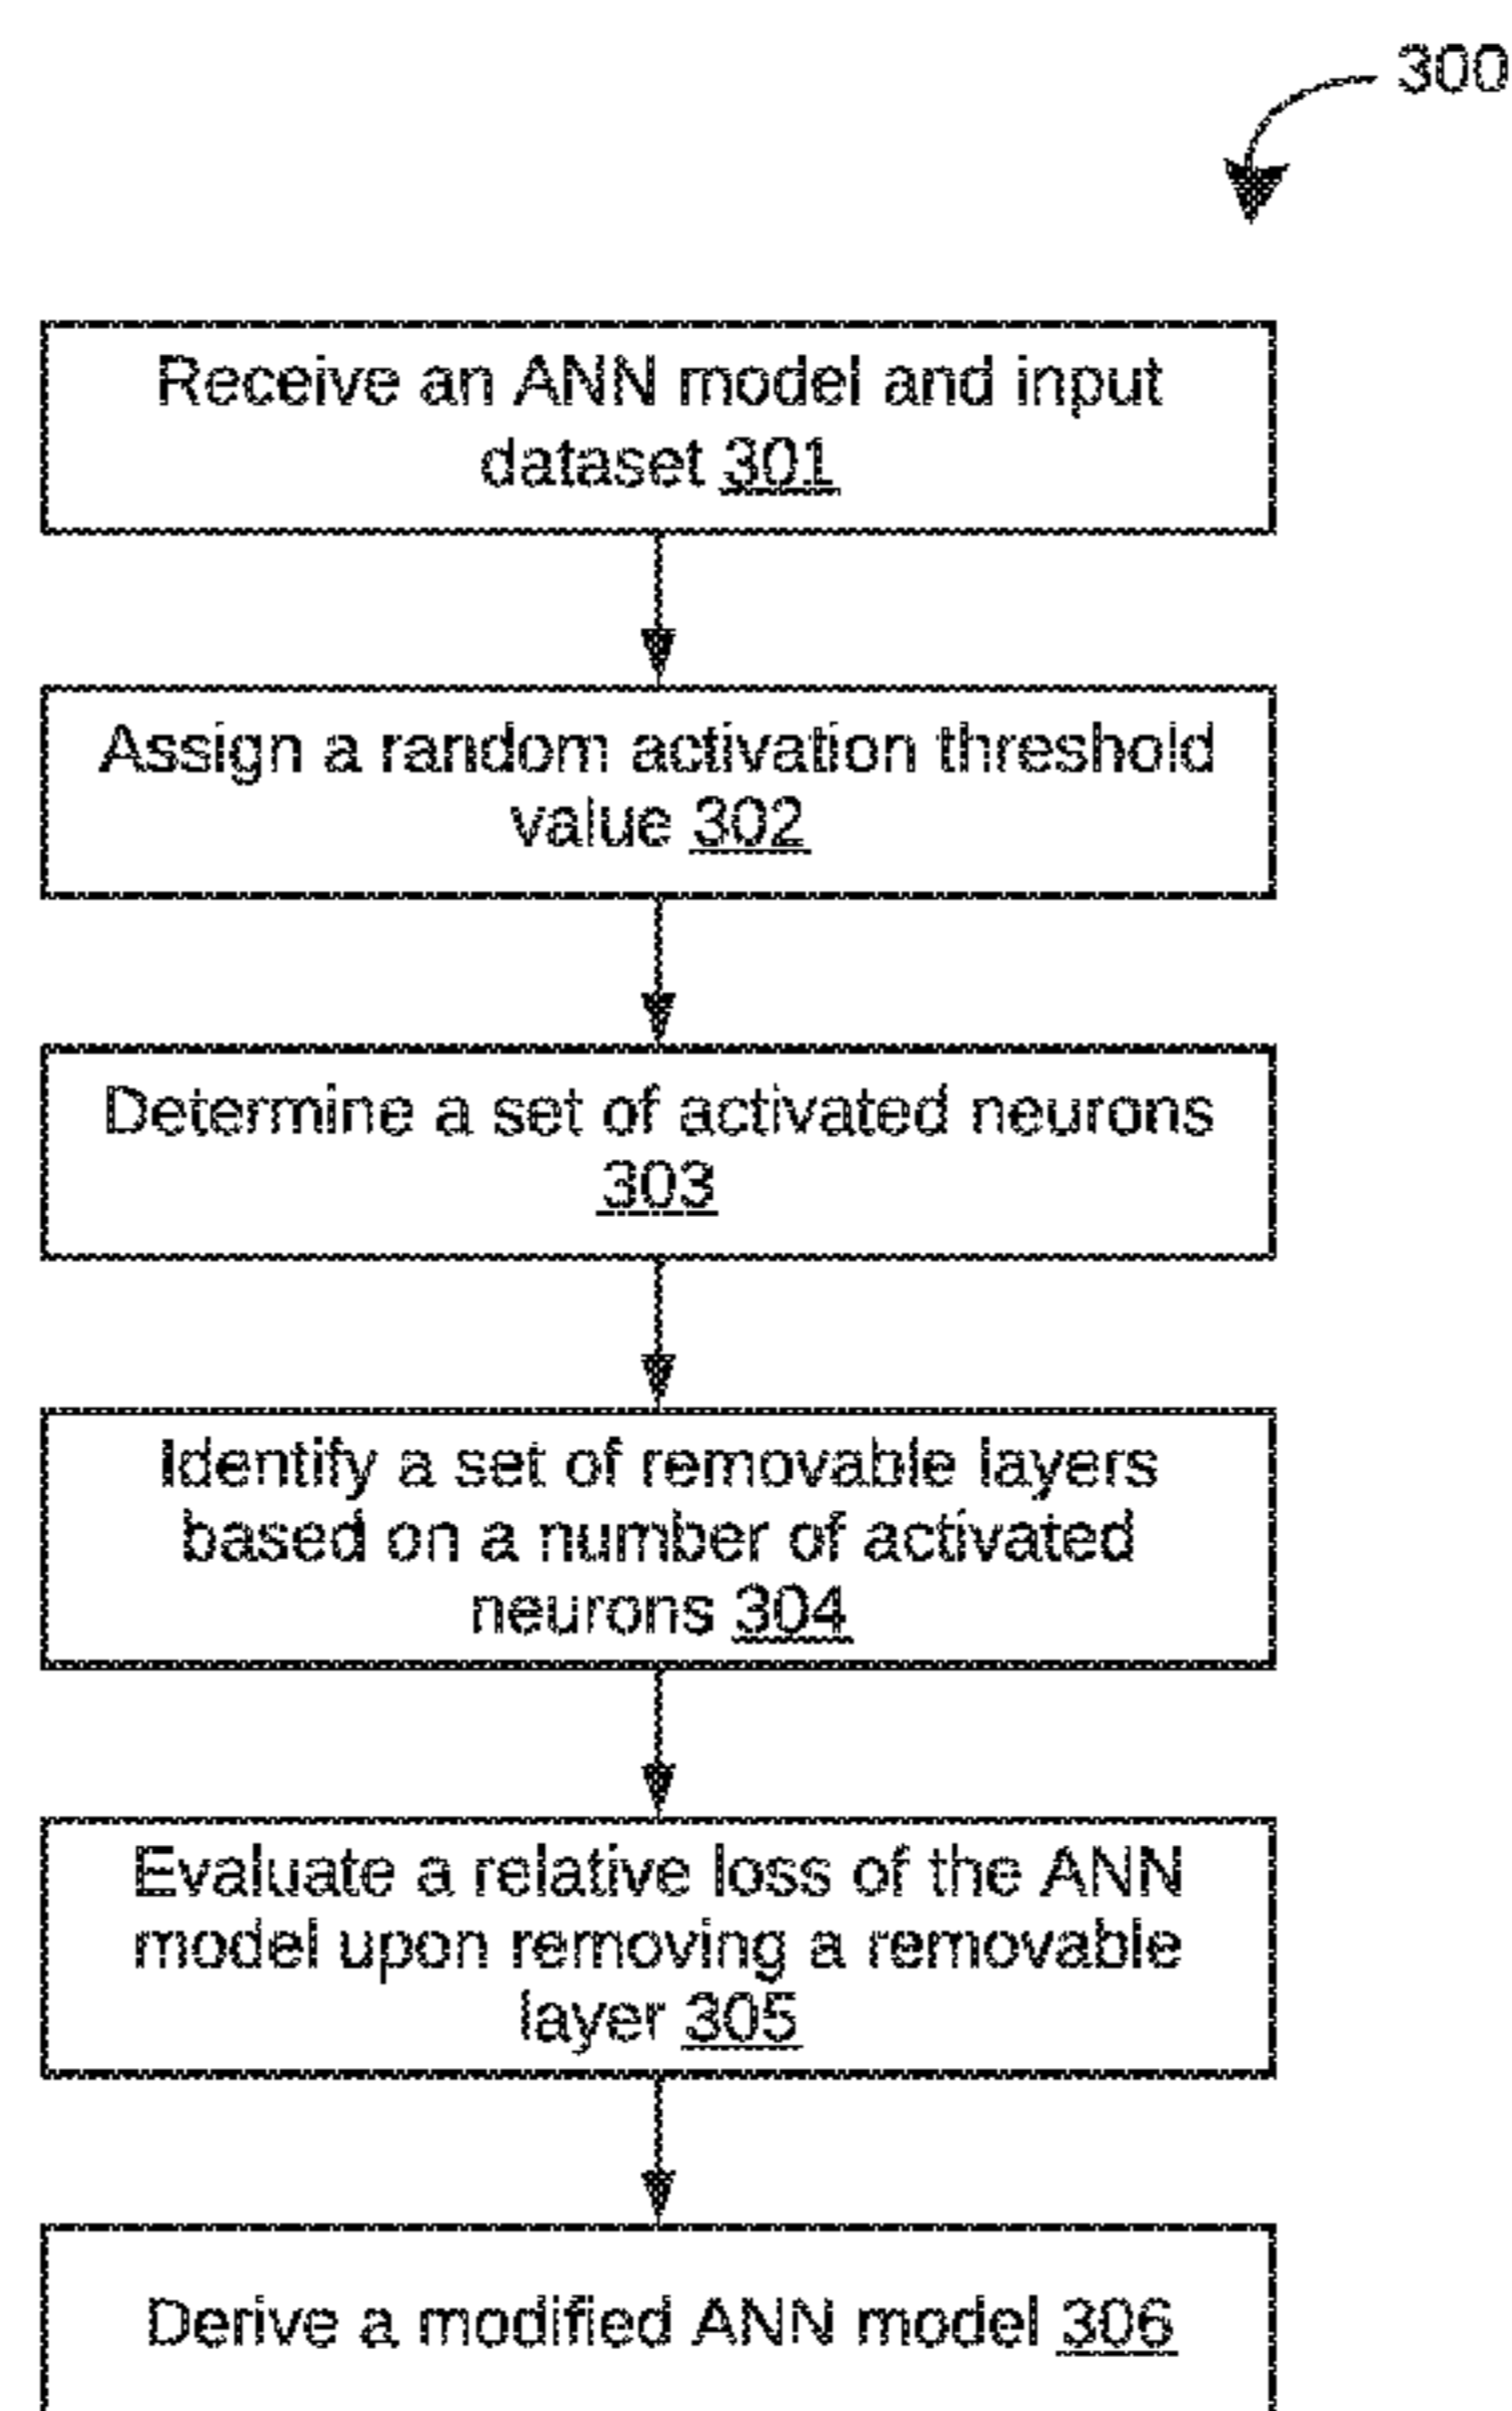 300
Receive an ANN model and input
dataset 301
Assign a random activation threshold
value 302
Determine a set of activated neurons
303
Identify a set of removable layers
based on a number of activated
neurons 304
Evaluate a relative loss of the ANN
model upon removing a removable
layer 305
Derive a modified ANN model 306